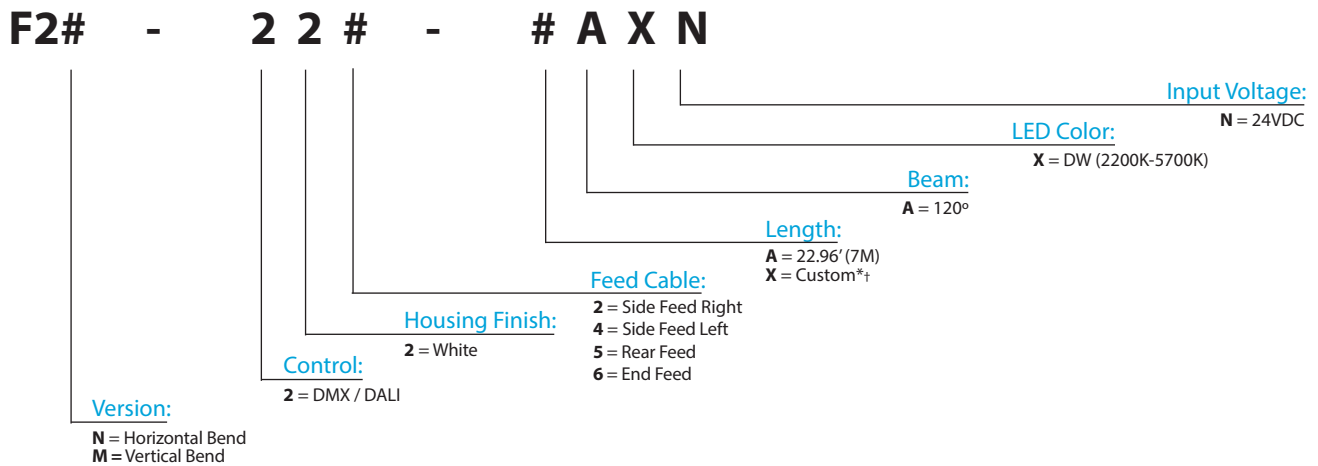 F2# - 2 2 # - # A X N
Input Voltage:
N = 24VDC
LED Color:
X = DW (2200K-5700K)
Beam:
A = 120º
Length:
A = 22.96’ (7M)
X = Custom*†
Feed Cable:
2 = Side Feed Right
4 = Side Feed Left
5 = Rear Feed
6 = End Feed
Housing Finish:
2 = White
Control:
2 = DMX / DALI
Version:
N = Horizontal Bend
M = Vertical Bend